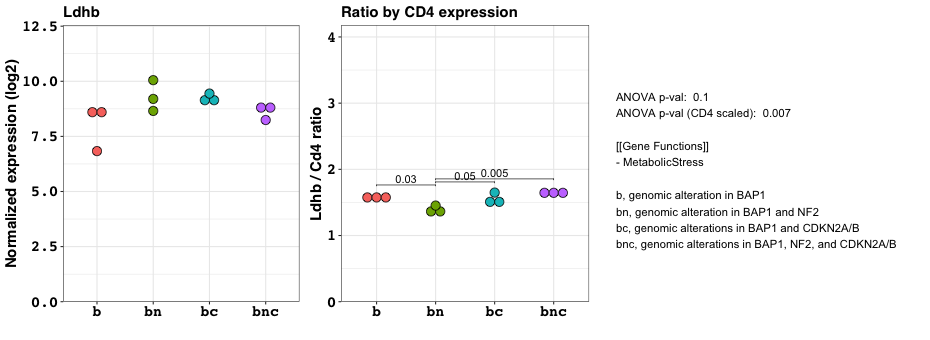 Ldhb
Normalized expression (log2)
12.5
10.0
7.5
5.0
2.5
0.0
b bn bc bnc
Ratio by CD4 expression
Ldhb / Cd4 ratio
4
3
2
1
0
0.03 0.05 0.005
b bn bc bnc
ANOVA p-val: 0.1
ANOVA p-val (CD4 scaled): 0.007
[[Gene Functions]]
- MetabolicStress
b, genomic alteration in BAP1
bn, genomic alteration in BAP1 and NF2
bc, genomic alterations in BAP1 and CDKN2A/B
bnc, genomic alterations in BAP1, NF2, and CDKN2A/B